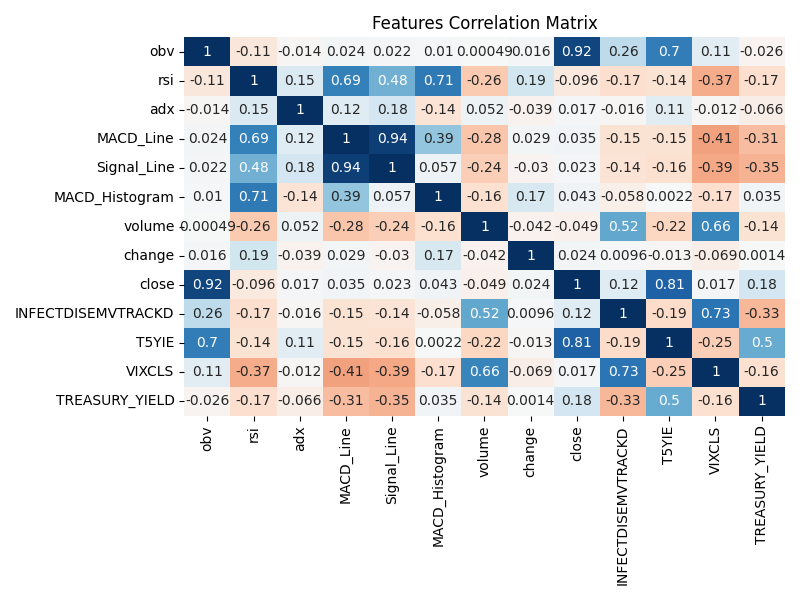 Features Correlation Matrix
obv 1 -0.11 -0.014 0.024 0.022 0.01 0.00049 0.016 0.92 0.26 0.7 0.11 -0.026
rsi -0.11 1 0.15 0.69 0.48 0.71 -0.26 0.19 -0.096 -0.17 -0.14 -0.37 -0.17
adx -0.014 0.15 1 0.12 0.18 -0.14 0.052 -0.039 0.017 -0.016 0.11 -0.012 -0.066
MACD_Line 0.024 0.69 0.12 1 0.94 0.39 -0.28 0.029 0.035 -0.15 -0.15 -0.41 -0.31
Signal_Line 0.022 0.48 0.18 0.94 1 0.057 -0.24 -0.03 0.023 -0.14 -0.16 -0.39 -0.35
MACD_Histogram 0.01 0.71 -0.14 0.39 0.057 1 -0.16 0.17 0.043 -0.058 0.0022 -0.17 0.035
volume 0.00049 -0.26 0.052 -0.28 -0.24 -0.16 1 -0.042 -0.049 0.52 -0.22 0.66 -0.14
change 0.016 0.19 -0.039 0.029 -0.03 0.17 -0.042 1 0.024 0.0096 -0.013 -0.069 0.0014
close 0.92 -0.096 0.017 0.035 0.023 0.043 -0.049 0.024 1 0.12 0.81 0.017 0.18
INFECTDISEMVTRACKD 0.26 -0.17 -0.016 -0.15 -0.14 -0.058 0.52 0.0096 0.12 1 -0.19 0.73 -0.33
T5YIE 0.7 -0.14 0.11 -0.15 -0.16 0.0022 -0.22 -0.013 0.81 -0.19 1 -0.25 0.5
VIXCLS 0.11 -0.37 -0.012 -0.41 -0.39 -0.17 0.66 -0.069 0.017 0.73 -0.25 1 -0.16
TREASURY_YIELD -0.026 -0.17 -0.066 -0.31 -0.35 0.035 -0.14 0.0014 0.18 -0.33 0.5 -0.16 1
obv rsi adx MACD_Line Signal_Line MACD_Histogram volume change close INFECTDISEMVTRACKD T5YIE VIXCLS TREASURY_YIELD